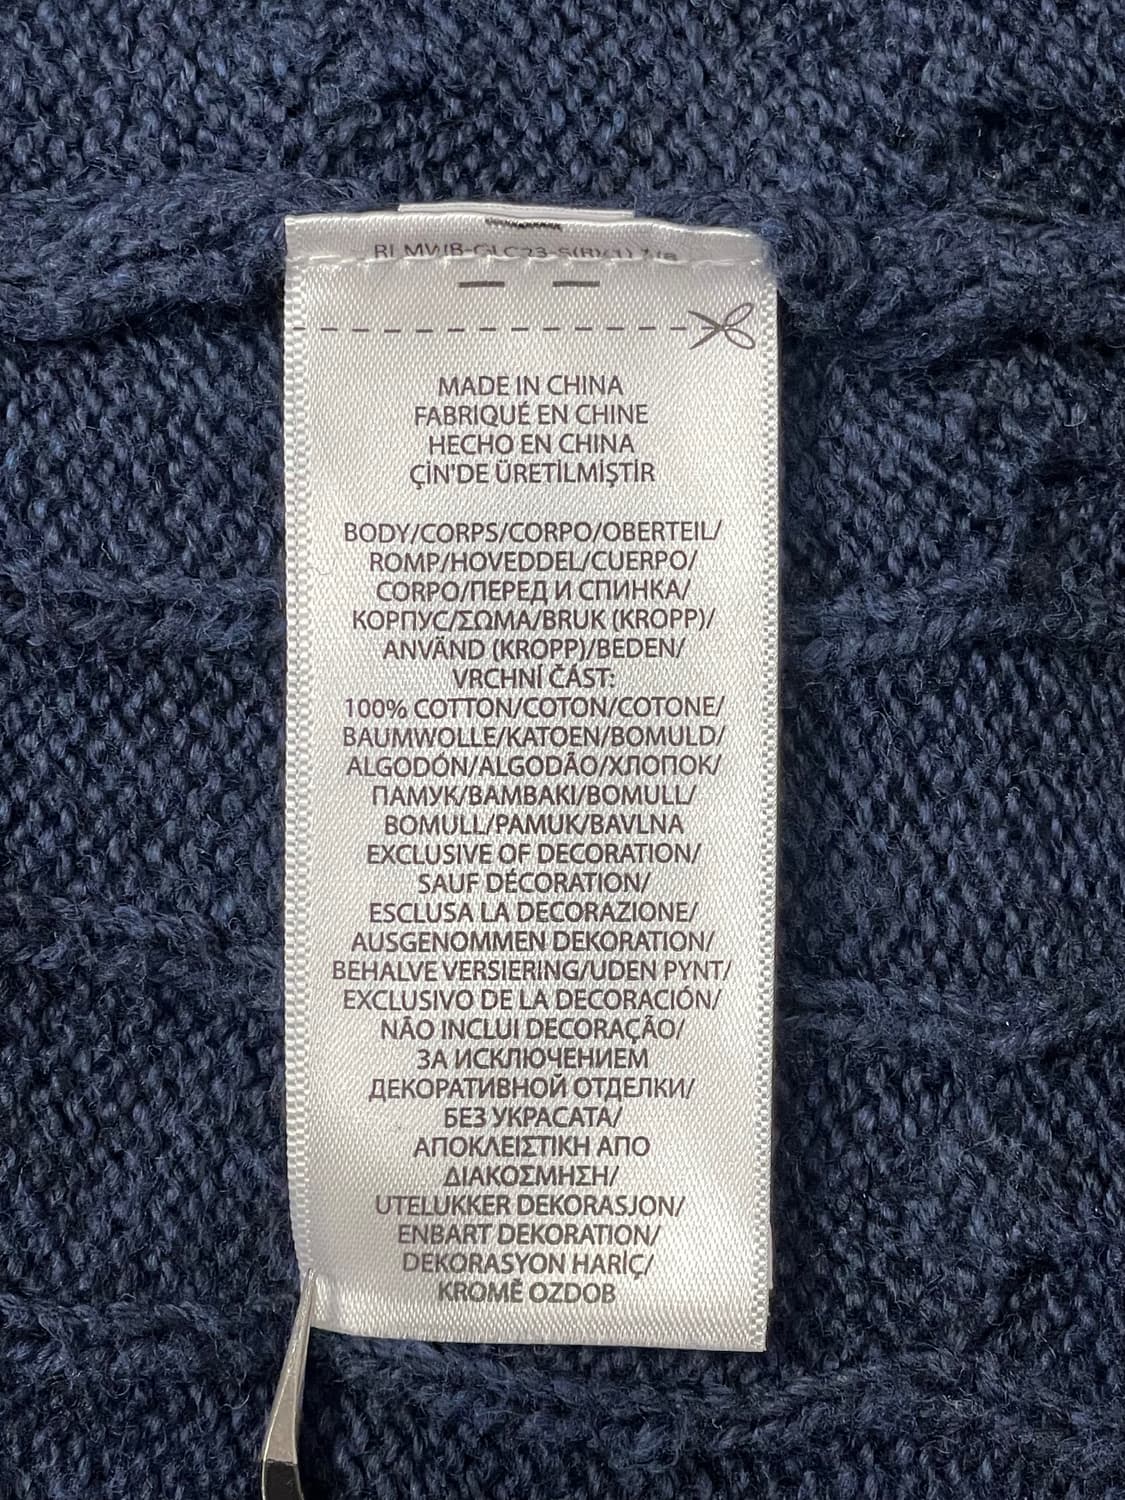 MADE IN CHINA
FABRIQUÉ EN CHINE
HECHO EN CHINA
ÇİN'DE ÜRETİLMİŞTİR
BODY/CORPS/CORPO/OBERTEIL/
ROMP/HOVEDDEL/CUERPO/
CORPO/ПЕРЕД И СПИНКА/
КОРПУС/ΣΩΜΑ/BRUK (KROPP)/
ANVÄND (KROPP)/BEDEN/
VRCHNÍ ČÁST:
100% COTTON/COTON/COTONE/
BAUMWOLLE/KATOEN/BOMULD/
ALGODÓN/ALGODÃO/ХЛОПОК/
ПАМУК/ΒΑΜΒΑΚΙ/BOMULL/
BOMULL/PAMUK/BAVLNA
EXCLUSIVE OF DECORATION/
SAUF DÉCORATION/
ESCLUSA LA DECORAZIONE/
AUSGENOMMEN DEKORATION/
BEHALVE VERSIERING/UDEN PYNT/
EXCLUSIVO DE LA DECORACIÓN/
NÃO INCLUI DECORAÇÃO/
ЗА ИСКЛЮЧЕНИЕМ
ДЕКОРАТИВНОЙ ОТДЕЛКИ/
БЕЗ УКРАСАТА/
ΑΠΟΚΛΕΙΣΤΙΚΗ ΑΠΟ
ΔΙΑΚΟΣΜΗΣΗ/
UTELUKKER DEKORASJON/
ENBART DEKORATION/
DEKORASYON HARİÇ/
KROMĚ OZDOB